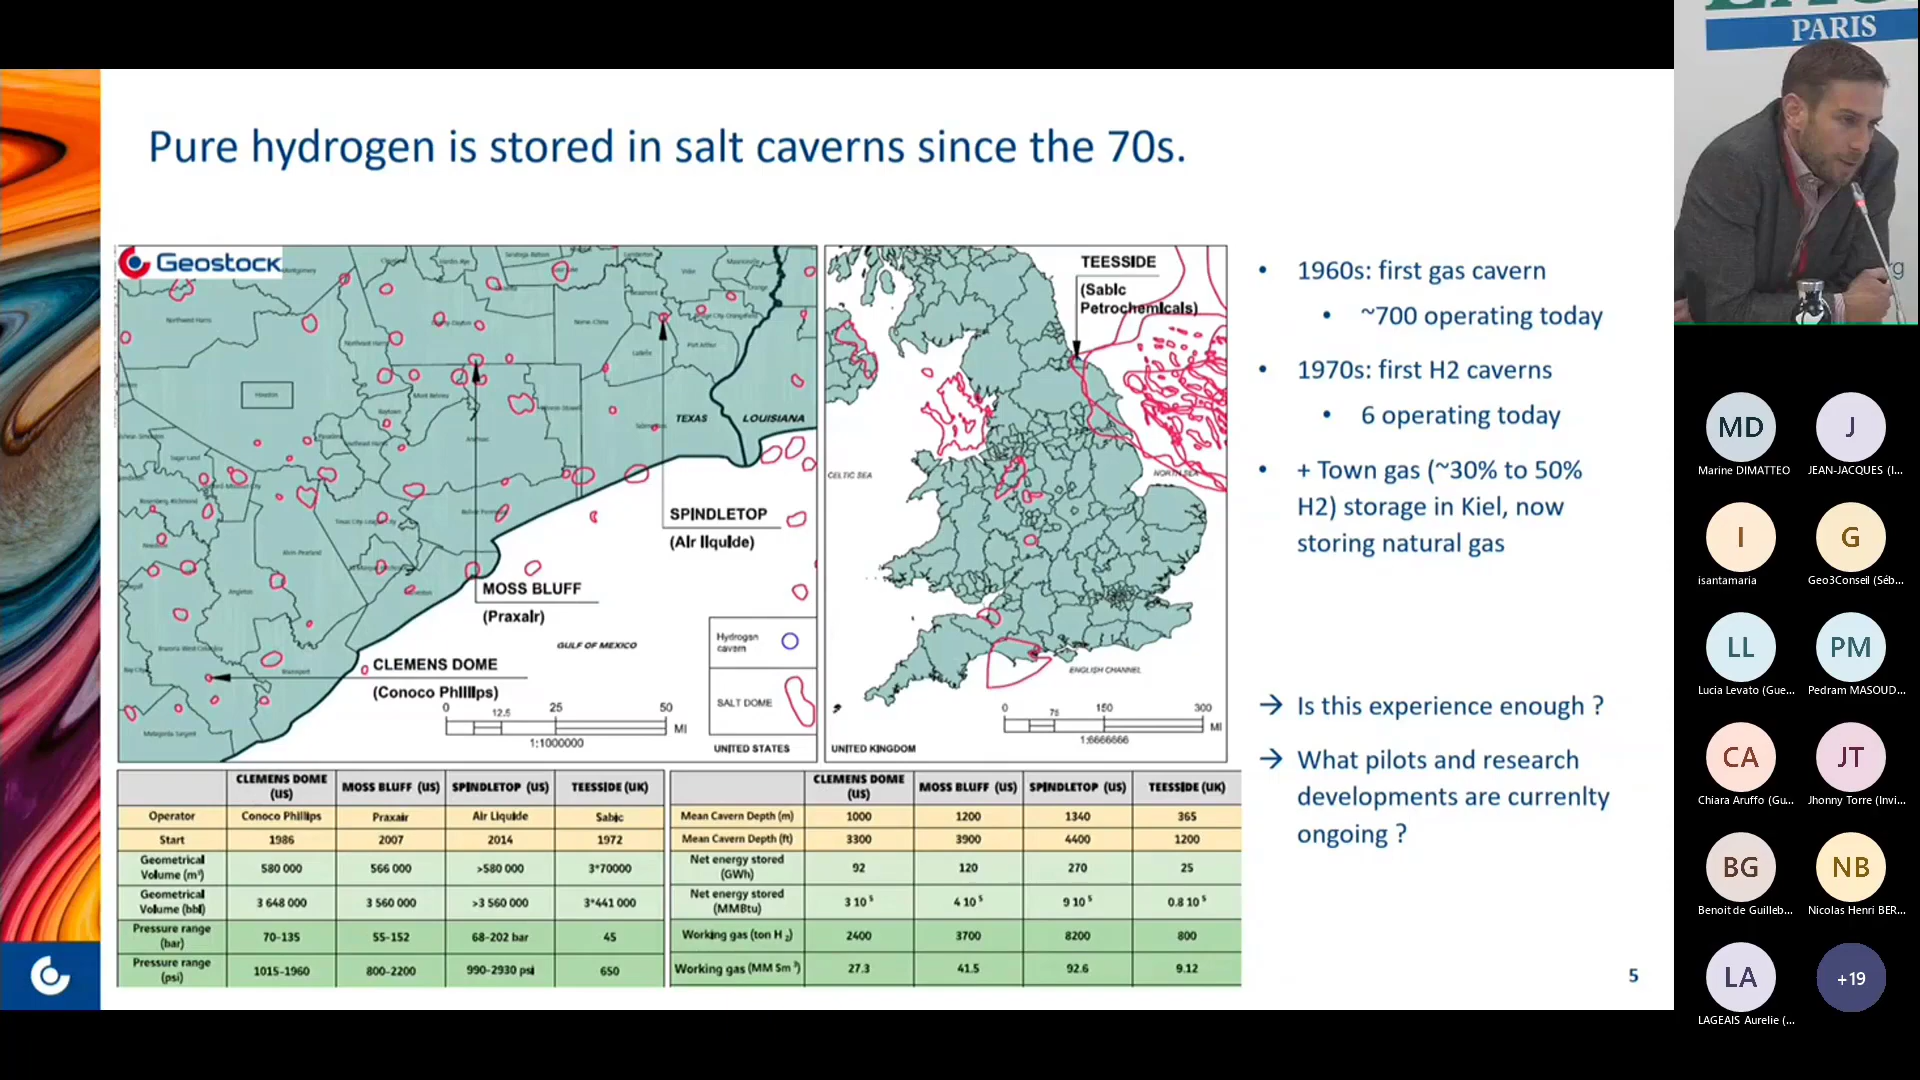 PARIS
Pure hydrogen is stored in salt caverns since the 70s.
Geostock
TEXAS
LOUISIANA
SPINDLETOP
(Air liquide)
MOSS BLUFF
(Praxair)
GULF OF MEXICO
CLEMENS DOME
(Conoco Phillips)
0 12.5 25 50
MI
1:1000000
Hydrogen
cavern
SALT DOME
UNITED STATES
TEESSIDE
(Sabic
Petrochemicals)
CELTIC SEA
NORTH SEA
ENGLISH CHANNEL
0 75 150 300
MI
1:6666666
UNITED KINGDOM
• 1960s: first gas cavern
• ~700 operating today
• 1970s: first H2 caverns
• 6 operating today
• + Town gas (~30% to 50%
H2) storage in Kiel, now
storing natural gas
→ Is this experience enough ?
→ What pilots and research
developments are currenlty
ongoing ?
CLEMENS DOME (US) MOSS BLUFF (US) SPINDLETOP (US) TEESSIDE (UK)
Operator Conoco Phillips Praxair Air Liquide Sabic
Start 1986 2007 2014 1972
Geometrical Volume (m³) 580 000 566 000 >580 000 3*70000
Geometrical Volume (bbl) 3 648 000 3 560 000 >3 560 000 3*441 000
Pressure range (bar) 70-135 55-152 68-202 bar 45
Pressure range (psi) 1015-1960 800-2200 990-2930 psi 650
CLEMENS DOME (US) MOSS BLUFF (US) SPINDLETOP (US) TEESSIDE (UK)
Mean Cavern Depth (m) 1000 1200 1340 365
Mean Cavern Depth (ft) 3300 3900 4400 1200
Net energy stored (GWh) 92 120 270 25
Net energy stored (MMBtu) 3 10⁵ 4 10⁵ 9 10⁵ 0.8 10⁵
Working gas (ton H₂) 2400 3700 8200 800
Working gas (MM Sm³) 27.3 41.5 92.6 9.12
5
MD J
Marine DIMATTEO JEAN-JACQUES (I...
I G
isantamaria Geo3Conseil (Séb...
LL PM
Lucia Levato (Gue... Pedram MASOUD...
CA JT
Chiara Aruffo (Gu... Jhonny Torre (Invi...
BG NB
Benoit de Guilleb... Nicolas Henri BER...
LA +19
LAGEAIS Aurelie (...